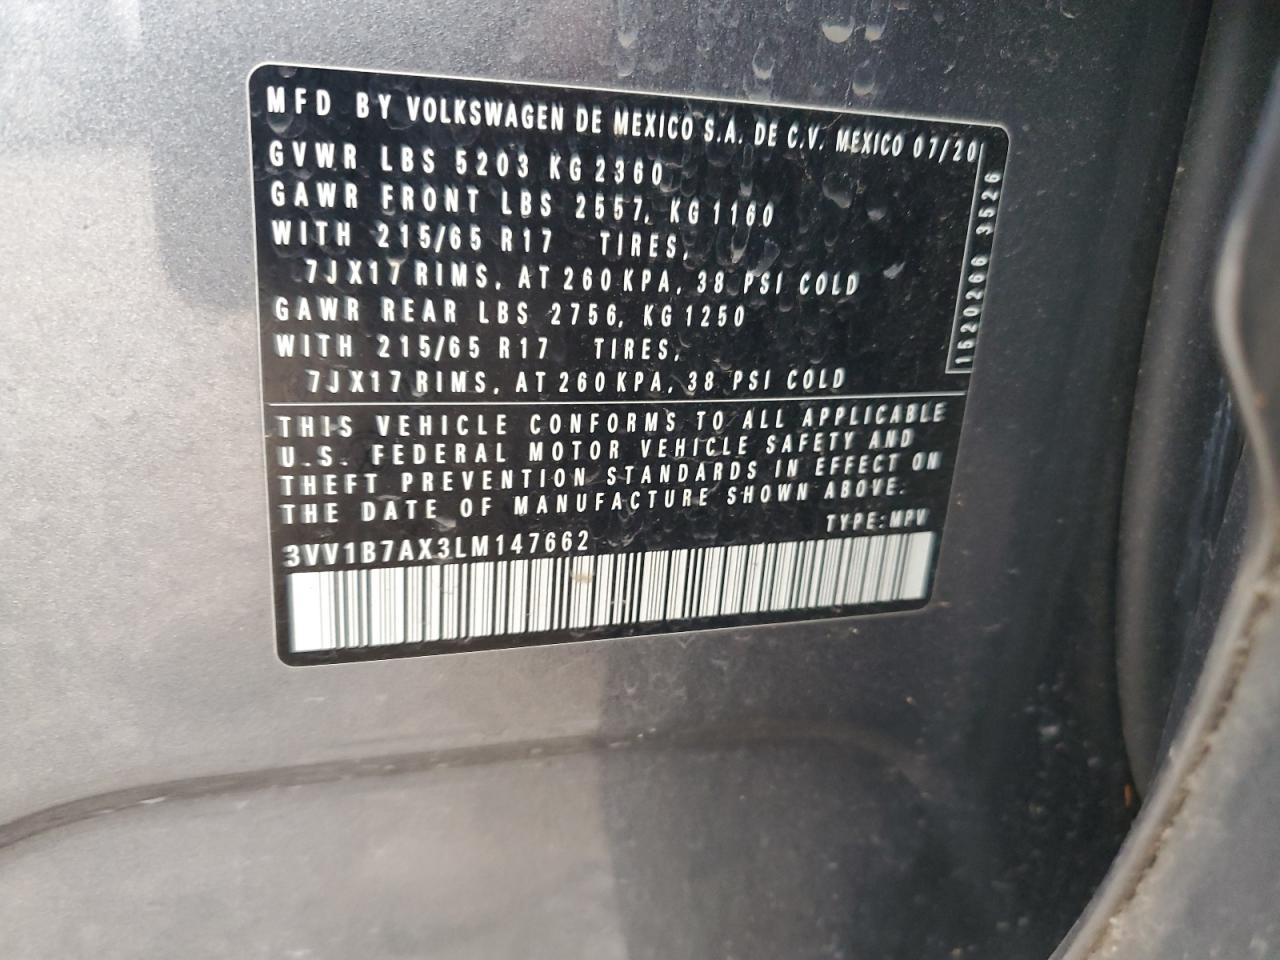 MFD BY VOLKSWAGEN DE MEXICO S.A. DE C.V. MEXICO 07/20
GVWR LBS 5203 KG 2360
GAWR FRONT LBS 2557, KG 1160
WITH 215/65 R17 TIRES,
7JX17 RIMS, AT 260 KPA, 38 PSI COLD
GAWR REAR LBS 2756, KG 1250
WITH 215/65 R17 TIRES,
7JX17 RIMS, AT 260 KPA, 38 PSI COLD
1520266 3526
THIS VEHICLE CONFORMS TO ALL APPLICABLE
U.S. FEDERAL MOTOR VEHICLE SAFETY AND
THEFT PREVENTION STANDARDS IN EFFECT ON
THE DATE OF MANUFACTURE SHOWN ABOVE.
TYPE: MPV
3VV1B7AX3LM147662